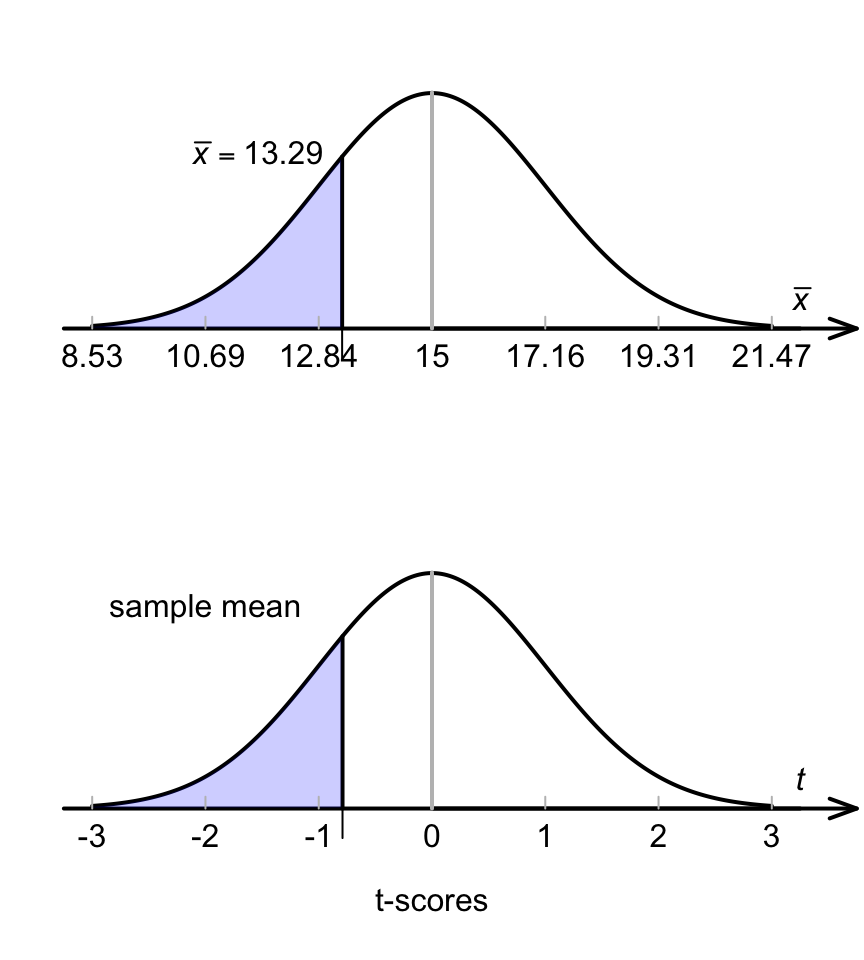 x̅ = 13.29
x̅
8.53 10.69 12.84 15 17.16 19.31 21.47
sample mean
t
-3 -2 -1 0 1 2 3
t-scores